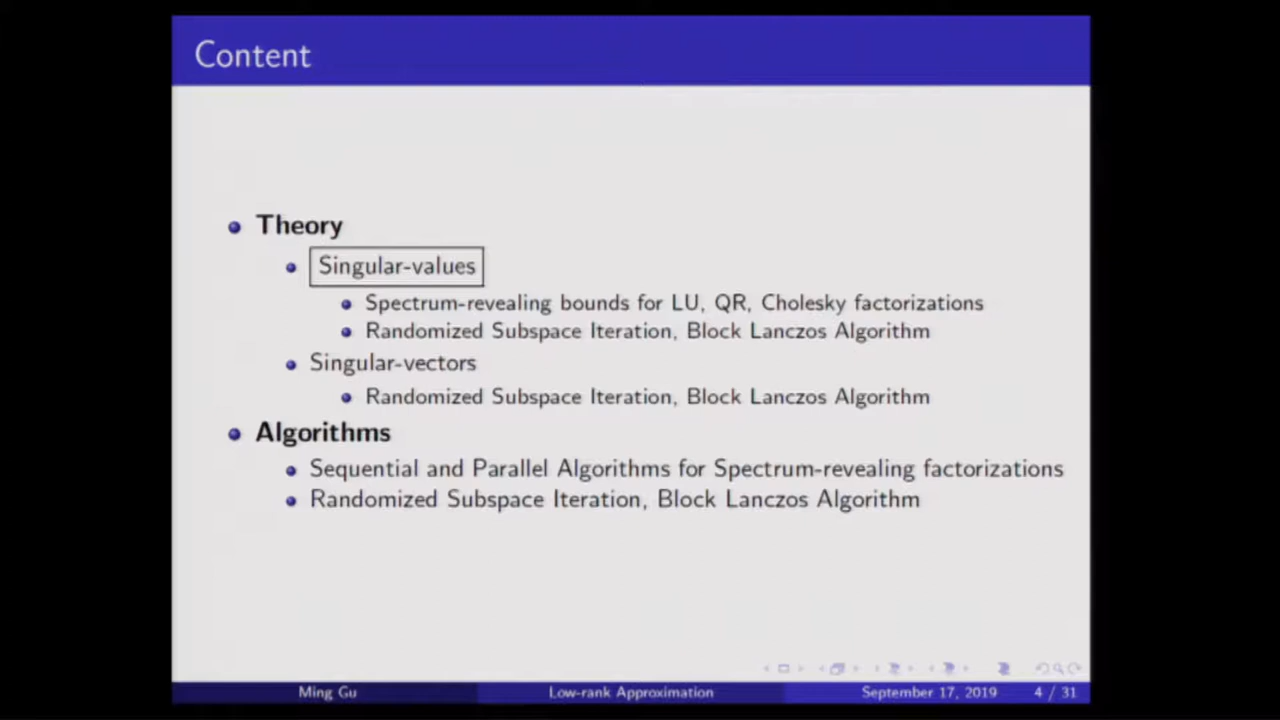 Content
Theory
Singular-values
Spectrum-revealing bounds for LU, QR, Cholesky factorizations
Randomized Subspace Iteration, Block Lanczos Algorithm
Singular-vectors
Randomized Subspace Iteration, Block Lanczos Algorithm
Algorithms
Sequential and Parallel Algorithms for Spectrum-revealing factorizations
Randomized Subspace Iteration, Block Lanczos Algorithm
Ming Gu Low-rank Approximation September 17, 2019 4 / 31